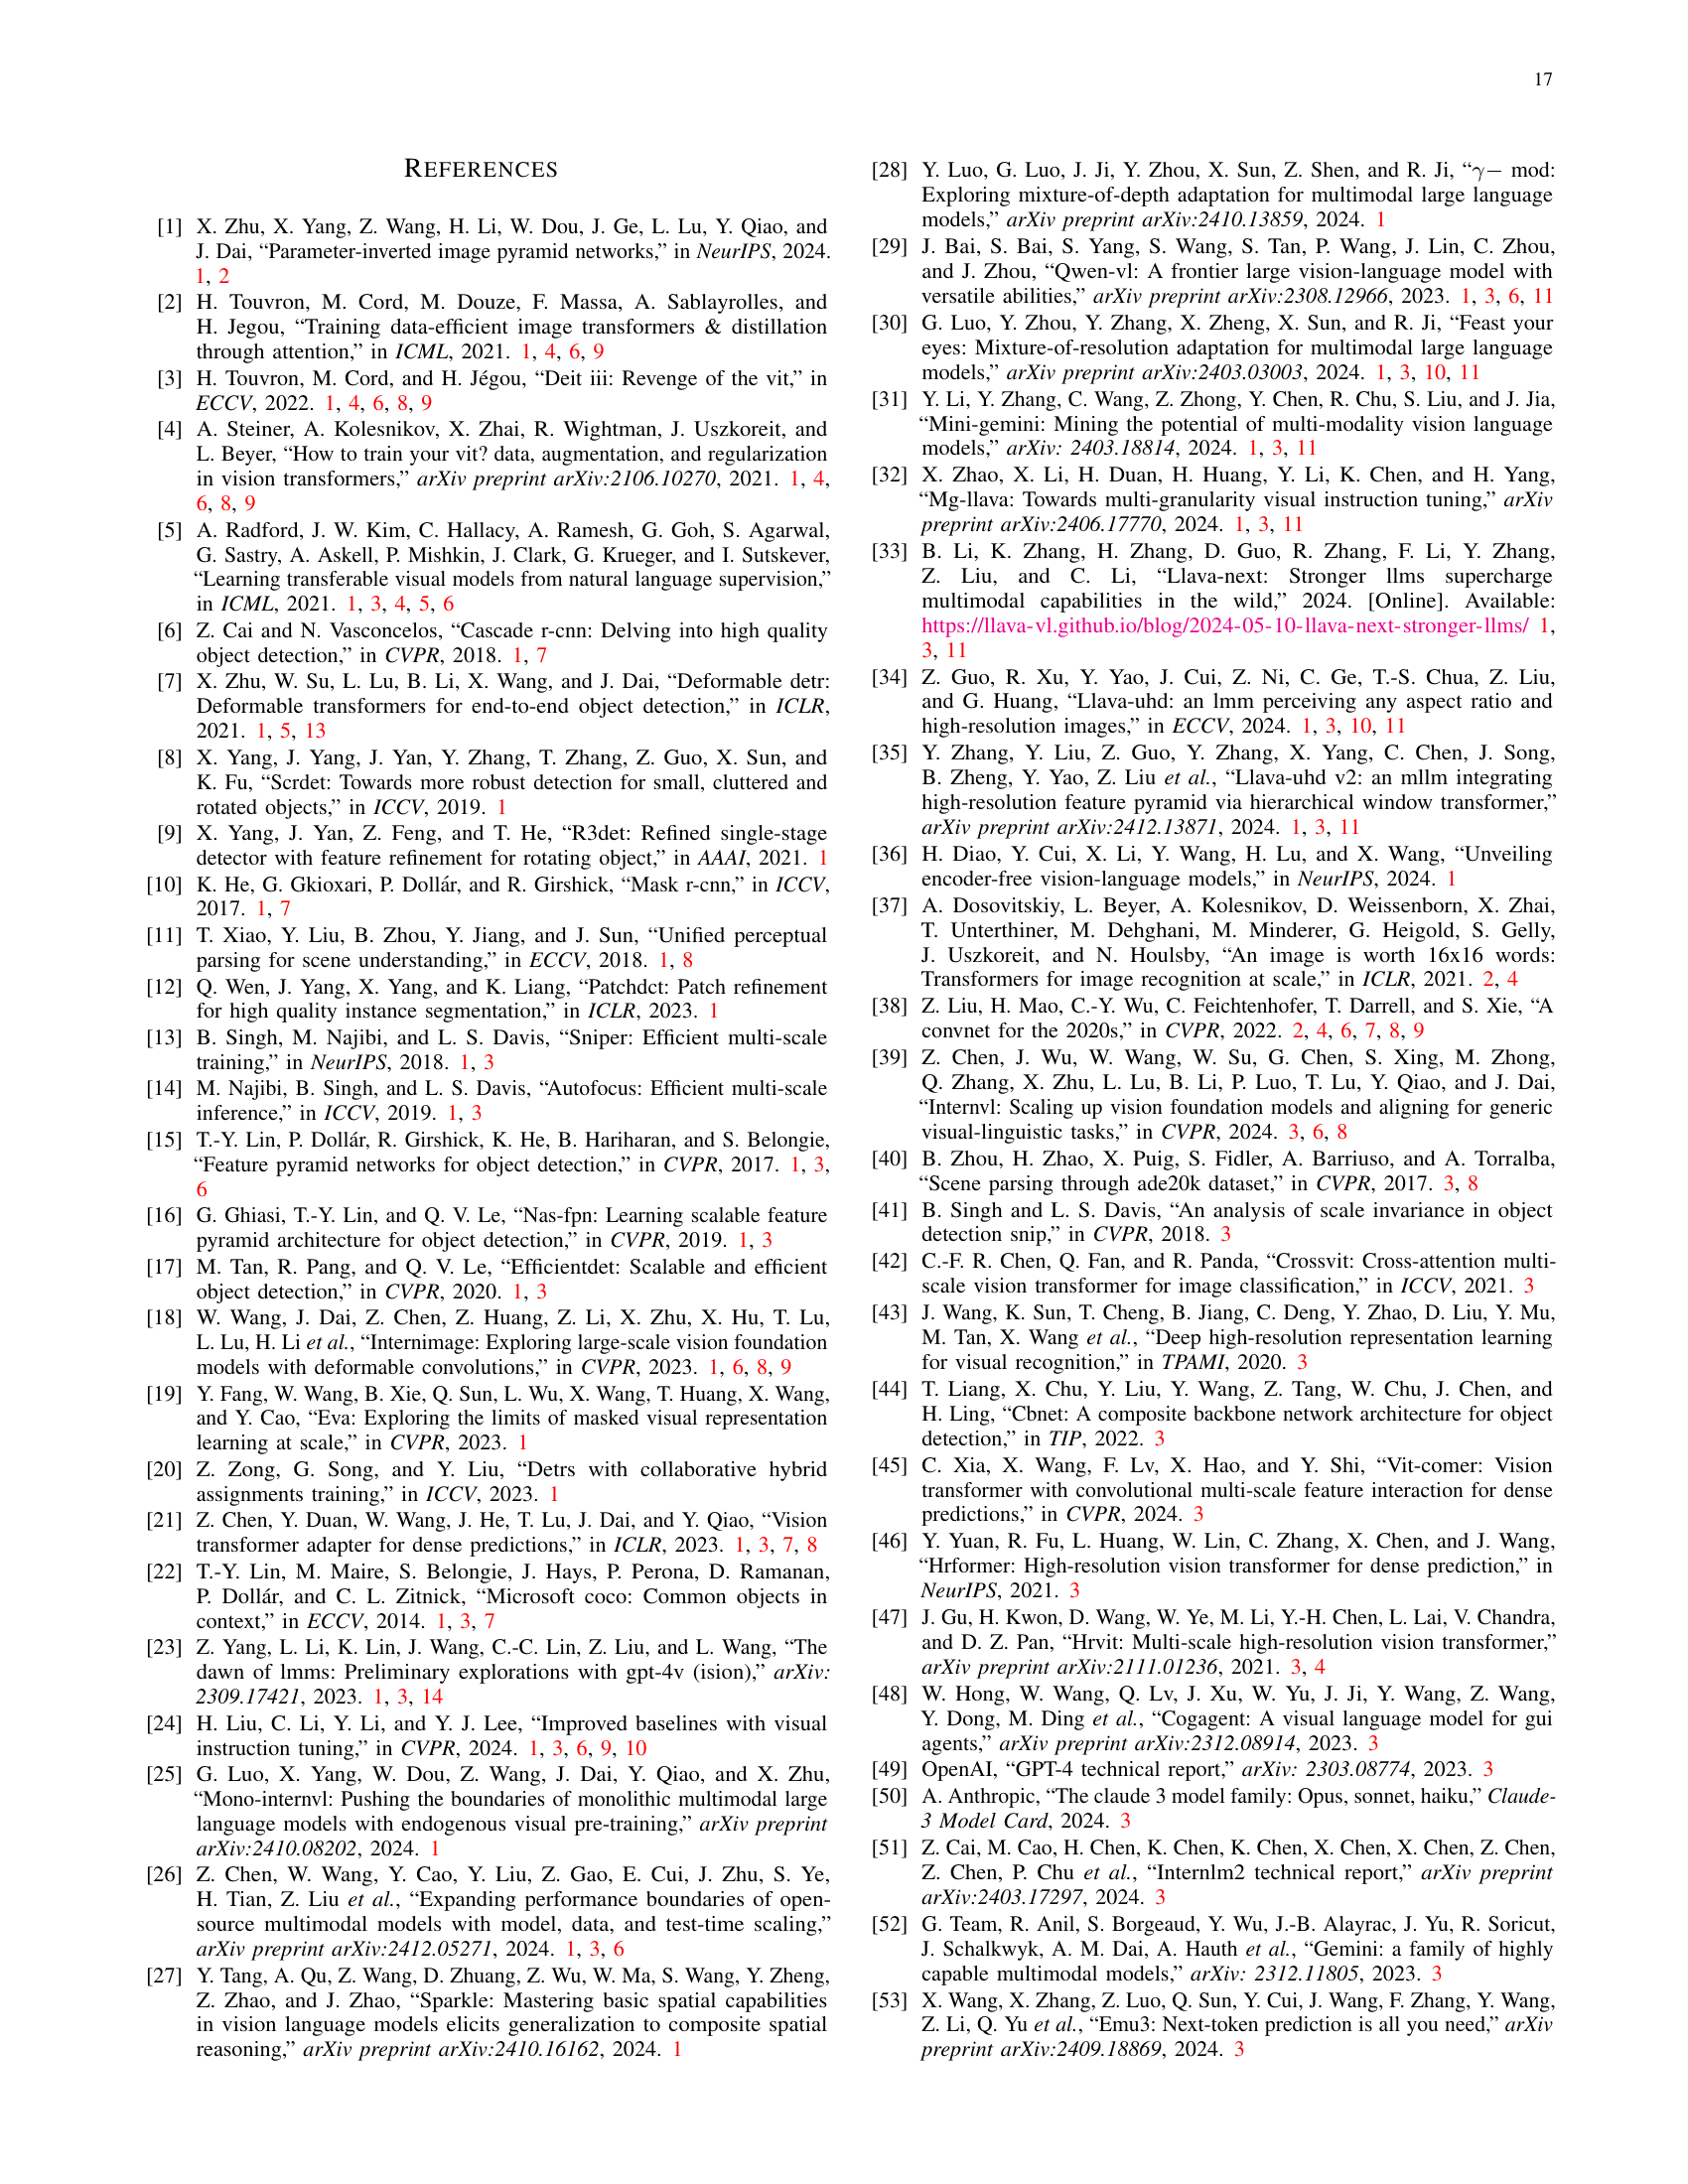 17
REFERENCES
[1] X. Zhu, X. Yang, Z. Wang, H. Li, W. Dou, J. Ge, L. Lu, Y. Qiao, and
J. Dai, “Parameter-inverted image pyramid networks,” in NeurIPS, 2024.
1, 2
[2] H. Touvron, M. Cord, M. Douze, F. Massa, A. Sablayrolles, and
H. Jegou, “Training data-efficient image transformers & distillation
through attention,” in ICML, 2021. 1, 4, 6, 9
[3] H. Touvron, M. Cord, and H. Jégou, “Deit iii: Revenge of the vit,” in
ECCV, 2022. 1, 4, 6, 8, 9
[4] A. Steiner, A. Kolesnikov, X. Zhai, R. Wightman, J. Uszkoreit, and
L. Beyer, “How to train your vit? data, augmentation, and regularization
in vision transformers,” arXiv preprint arXiv:2106.10270, 2021. 1, 4,
6, 8, 9
[5] A. Radford, J. W. Kim, C. Hallacy, A. Ramesh, G. Goh, S. Agarwal,
G. Sastry, A. Askell, P. Mishkin, J. Clark, G. Krueger, and I. Sutskever,
“Learning transferable visual models from natural language supervision,”
in ICML, 2021. 1, 3, 4, 5, 6
[6] Z. Cai and N. Vasconcelos, “Cascade r-cnn: Delving into high quality
object detection,” in CVPR, 2018. 1, 7
[7] X. Zhu, W. Su, L. Lu, B. Li, X. Wang, and J. Dai, “Deformable detr:
Deformable transformers for end-to-end object detection,” in ICLR,
2021. 1, 5, 13
[8] X. Yang, J. Yang, J. Yan, Y. Zhang, T. Zhang, Z. Guo, X. Sun, and
K. Fu, “Scrdet: Towards more robust detection for small, cluttered and
rotated objects,” in ICCV, 2019. 1
[9] X. Yang, J. Yan, Z. Feng, and T. He, “R3det: Refined single-stage
detector with feature refinement for rotating object,” in AAAI, 2021. 1
[10] K. He, G. Gkioxari, P. Dollár, and R. Girshick, “Mask r-cnn,” in ICCV,
2017. 1, 7
[11] T. Xiao, Y. Liu, B. Zhou, Y. Jiang, and J. Sun, “Unified perceptual
parsing for scene understanding,” in ECCV, 2018. 1, 8
[12] Q. Wen, J. Yang, X. Yang, and K. Liang, “Patchdct: Patch refinement
for high quality instance segmentation,” in ICLR, 2023. 1
[13] B. Singh, M. Najibi, and L. S. Davis, “Sniper: Efficient multi-scale
training,” in NeurIPS, 2018. 1, 3
[14] M. Najibi, B. Singh, and L. S. Davis, “Autofocus: Efficient multi-scale
inference,” in ICCV, 2019. 1, 3
[15] T.-Y. Lin, P. Dollár, R. Girshick, K. He, B. Hariharan, and S. Belongie,
“Feature pyramid networks for object detection,” in CVPR, 2017. 1, 3,
6
[16] G. Ghiasi, T.-Y. Lin, and Q. V. Le, “Nas-fpn: Learning scalable feature
pyramid architecture for object detection,” in CVPR, 2019. 1, 3
[17] M. Tan, R. Pang, and Q. V. Le, “Efficientdet: Scalable and efficient
object detection,” in CVPR, 2020. 1, 3
[18] W. Wang, J. Dai, Z. Chen, Z. Huang, Z. Li, X. Zhu, X. Hu, T. Lu,
L. Lu, H. Li et al., “Internimage: Exploring large-scale vision foundation
models with deformable convolutions,” in CVPR, 2023. 1, 6, 8, 9
[19] Y. Fang, W. Wang, B. Xie, Q. Sun, L. Wu, X. Wang, T. Huang, X. Wang,
and Y. Cao, “Eva: Exploring the limits of masked visual representation
learning at scale,” in CVPR, 2023. 1
[20] Z. Zong, G. Song, and Y. Liu, “Detrs with collaborative hybrid
assignments training,” in ICCV, 2023. 1
[21] Z. Chen, Y. Duan, W. Wang, J. He, T. Lu, J. Dai, and Y. Qiao, “Vision
transformer adapter for dense predictions,” in ICLR, 2023. 1, 3, 7, 8
[22] T.-Y. Lin, M. Maire, S. Belongie, J. Hays, P. Perona, D. Ramanan,
P. Dollár, and C. L. Zitnick, “Microsoft coco: Common objects in
context,” in ECCV, 2014. 1, 3, 7
[23] Z. Yang, L. Li, K. Lin, J. Wang, C.-C. Lin, Z. Liu, and L. Wang, “The
dawn of lmms: Preliminary explorations with gpt-4v (ision),” arXiv:
2309.17421, 2023. 1, 3, 14
[24] H. Liu, C. Li, Y. Li, and Y. J. Lee, “Improved baselines with visual
instruction tuning,” in CVPR, 2024. 1, 3, 6, 9, 10
[25] G. Luo, X. Yang, W. Dou, Z. Wang, J. Dai, Y. Qiao, and X. Zhu,
“Mono-internvl: Pushing the boundaries of monolithic multimodal large
language models with endogenous visual pre-training,” arXiv preprint
arXiv:2410.08202, 2024. 1
[26] Z. Chen, W. Wang, Y. Cao, Y. Liu, Z. Gao, E. Cui, J. Zhu, S. Ye,
H. Tian, Z. Liu et al., “Expanding performance boundaries of open-
source multimodal models with model, data, and test-time scaling,”
arXiv preprint arXiv:2412.05271, 2024. 1, 3, 6
[27] Y. Tang, A. Qu, Z. Wang, D. Zhuang, Z. Wu, W. Ma, S. Wang, Y. Zheng,
Z. Zhao, and J. Zhao, “Sparkle: Mastering basic spatial capabilities
in vision language models elicits generalization to composite spatial
reasoning,” arXiv preprint arXiv:2410.16162, 2024. 1
[28] Y. Luo, G. Luo, J. Ji, Y. Zhou, X. Sun, Z. Shen, and R. Ji, “γ− mod:
Exploring mixture-of-depth adaptation for multimodal large language
models,” arXiv preprint arXiv:2410.13859, 2024. 1
[29] J. Bai, S. Bai, S. Yang, S. Wang, S. Tan, P. Wang, J. Lin, C. Zhou,
and J. Zhou, “Qwen-vl: A frontier large vision-language model with
versatile abilities,” arXiv preprint arXiv:2308.12966, 2023. 1, 3, 6, 11
[30] G. Luo, Y. Zhou, Y. Zhang, X. Zheng, X. Sun, and R. Ji, “Feast your
eyes: Mixture-of-resolution adaptation for multimodal large language
models,” arXiv preprint arXiv:2403.03003, 2024. 1, 3, 10, 11
[31] Y. Li, Y. Zhang, C. Wang, Z. Zhong, Y. Chen, R. Chu, S. Liu, and J. Jia,
“Mini-gemini: Mining the potential of multi-modality vision language
models,” arXiv: 2403.18814, 2024. 1, 3, 11
[32] X. Zhao, X. Li, H. Duan, H. Huang, Y. Li, K. Chen, and H. Yang,
“Mg-llava: Towards multi-granularity visual instruction tuning,” arXiv
preprint arXiv:2406.17770, 2024. 1, 3, 11
[33] B. Li, K. Zhang, H. Zhang, D. Guo, R. Zhang, F. Li, Y. Zhang,
Z. Liu, and C. Li, “Llava-next: Stronger llms supercharge
multimodal capabilities in the wild,” 2024. [Online]. Available:
https://llava-vl.github.io/blog/2024-05-10-llava-next-stronger-llms/ 1,
3, 11
[34] Z. Guo, R. Xu, Y. Yao, J. Cui, Z. Ni, C. Ge, T.-S. Chua, Z. Liu,
and G. Huang, “Llava-uhd: an lmm perceiving any aspect ratio and
high-resolution images,” in ECCV, 2024. 1, 3, 10, 11
[35] Y. Zhang, Y. Liu, Z. Guo, Y. Zhang, X. Yang, C. Chen, J. Song,
B. Zheng, Y. Yao, Z. Liu et al., “Llava-uhd v2: an mllm integrating
high-resolution feature pyramid via hierarchical window transformer,”
arXiv preprint arXiv:2412.13871, 2024. 1, 3, 11
[36] H. Diao, Y. Cui, X. Li, Y. Wang, H. Lu, and X. Wang, “Unveiling
encoder-free vision-language models,” in NeurIPS, 2024. 1
[37] A. Dosovitskiy, L. Beyer, A. Kolesnikov, D. Weissenborn, X. Zhai,
T. Unterthiner, M. Dehghani, M. Minderer, G. Heigold, S. Gelly,
J. Uszkoreit, and N. Houlsby, “An image is worth 16x16 words:
Transformers for image recognition at scale,” in ICLR, 2021. 2, 4
[38] Z. Liu, H. Mao, C.-Y. Wu, C. Feichtenhofer, T. Darrell, and S. Xie, “A
convnet for the 2020s,” in CVPR, 2022. 2, 4, 6, 7, 8, 9
[39] Z. Chen, J. Wu, W. Wang, W. Su, G. Chen, S. Xing, M. Zhong,
Q. Zhang, X. Zhu, L. Lu, B. Li, P. Luo, T. Lu, Y. Qiao, and J. Dai,
“Internvl: Scaling up vision foundation models and aligning for generic
visual-linguistic tasks,” in CVPR, 2024. 3, 6, 8
[40] B. Zhou, H. Zhao, X. Puig, S. Fidler, A. Barriuso, and A. Torralba,
“Scene parsing through ade20k dataset,” in CVPR, 2017. 3, 8
[41] B. Singh and L. S. Davis, “An analysis of scale invariance in object
detection snip,” in CVPR, 2018. 3
[42] C.-F. R. Chen, Q. Fan, and R. Panda, “Crossvit: Cross-attention multi-
scale vision transformer for image classification,” in ICCV, 2021. 3
[43] J. Wang, K. Sun, T. Cheng, B. Jiang, C. Deng, Y. Zhao, D. Liu, Y. Mu,
M. Tan, X. Wang et al., “Deep high-resolution representation learning
for visual recognition,” in TPAMI, 2020. 3
[44] T. Liang, X. Chu, Y. Liu, Y. Wang, Z. Tang, W. Chu, J. Chen, and
H. Ling, “Cbnet: A composite backbone network architecture for object
detection,” in TIP, 2022. 3
[45] C. Xia, X. Wang, F. Lv, X. Hao, and Y. Shi, “Vit-comer: Vision
transformer with convolutional multi-scale feature interaction for dense
predictions,” in CVPR, 2024. 3
[46] Y. Yuan, R. Fu, L. Huang, W. Lin, C. Zhang, X. Chen, and J. Wang,
“Hrformer: High-resolution vision transformer for dense prediction,” in
NeurIPS, 2021. 3
[47] J. Gu, H. Kwon, D. Wang, W. Ye, M. Li, Y.-H. Chen, L. Lai, V. Chandra,
and D. Z. Pan, “Hrvit: Multi-scale high-resolution vision transformer,”
arXiv preprint arXiv:2111.01236, 2021. 3, 4
[48] W. Hong, W. Wang, Q. Lv, J. Xu, W. Yu, J. Ji, Y. Wang, Z. Wang,
Y. Dong, M. Ding et al., “Cogagent: A visual language model for gui
agents,” arXiv preprint arXiv:2312.08914, 2023. 3
[49] OpenAI, “GPT-4 technical report,” arXiv: 2303.08774, 2023. 3
[50] A. Anthropic, “The claude 3 model family: Opus, sonnet, haiku,” Claude-
3 Model Card, 2024. 3
[51] Z. Cai, M. Cao, H. Chen, K. Chen, K. Chen, X. Chen, X. Chen, Z. Chen,
Z. Chen, P. Chu et al., “Internlm2 technical report,” arXiv preprint
arXiv:2403.17297, 2024. 3
[52] G. Team, R. Anil, S. Borgeaud, Y. Wu, J.-B. Alayrac, J. Yu, R. Soricut,
J. Schalkwyk, A. M. Dai, A. Hauth et al., “Gemini: a family of highly
capable multimodal models,” arXiv: 2312.11805, 2023. 3
[53] X. Wang, X. Zhang, Z. Luo, Q. Sun, Y. Cui, J. Wang, F. Zhang, Y. Wang,
Z. Li, Q. Yu et al., “Emu3: Next-token prediction is all you need,” arXiv
preprint arXiv:2409.18869, 2024. 3